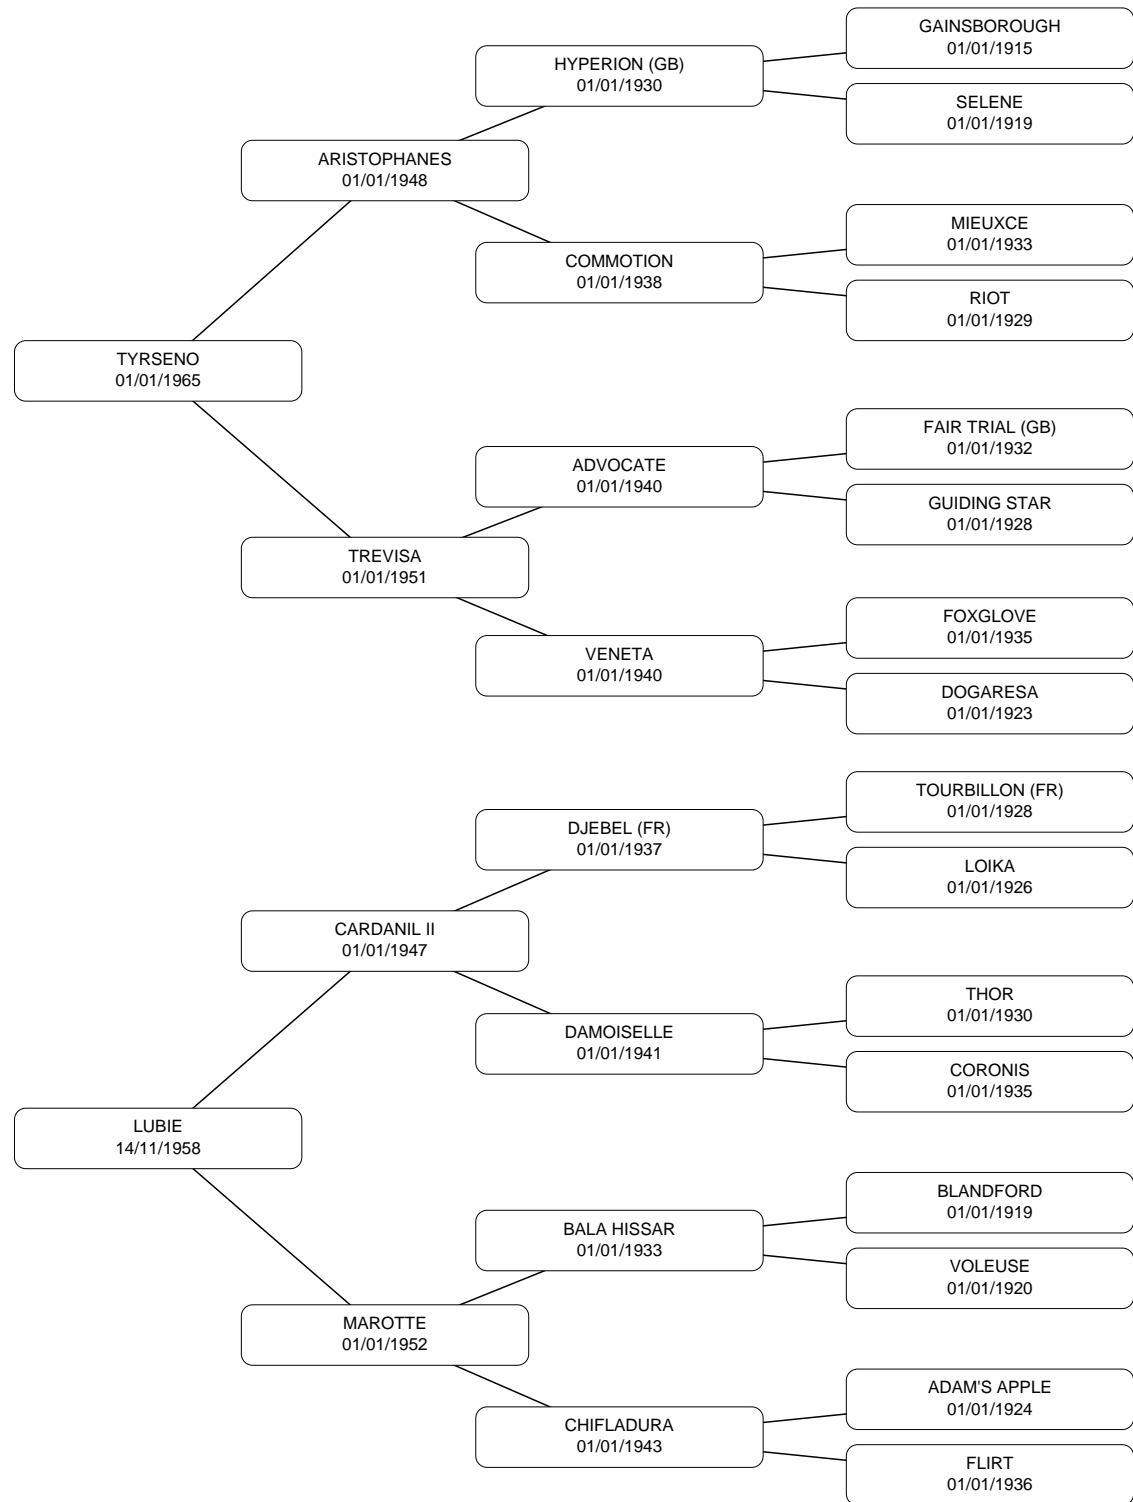 GAINSBOROUGH
01/01/1915
HYPERION (GB)
01/01/1930
SELENE
01/01/1919
ARISTOPHANES
01/01/1948
MIEUXCE
01/01/1933
COMMOTION
01/01/1938
RIOT
01/01/1929
TYRSENO
01/01/1965
FAIR TRIAL (GB)
01/01/1932
ADVOCATE
01/01/1940
GUIDING STAR
01/01/1928
TREVISA
01/01/1951
FOXGLOVE
01/01/1935
VENETA
01/01/1940
DOGARESA
01/01/1923
TOURBILLON (FR)
01/01/1928
DJEBEL (FR)
01/01/1937
LOIKA
01/01/1926
CARDANIL II
01/01/1947
THOR
01/01/1930
DAMOISELLE
01/01/1941
CORONIS
01/01/1935
LUBIE
14/11/1958
BLANDFORD
01/01/1919
BALA HISSAR
01/01/1933
VOLEUSE
01/01/1920
MAROTTE
01/01/1952
ADAM'S APPLE
01/01/1924
CHIFLADURA
01/01/1943
FLIRT
01/01/1936